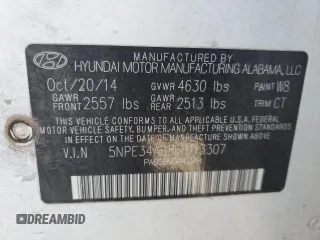 MANUFACTURED BY
HYUNDAI MOTOR MANUFACTURING ALABAMA, LLC
Oct/20/14 GVWR 4630 lbs PAINT W8
GAWR FRONT 2557 lbs GAWR REAR 2513 lbs TRIM CT
THIS VEHICLE CONFORMS TO ALL APPLICABLE U.S. FEDERAL
MOTOR VEHICLE SAFETY, BUMPER, AND THEFT PREVENTION
STANDARDS IN EFFECT ON THE DATE OF MANUFACTURE
SHOWN ABOVE.
V.I.N
PASSENGER CAR
autobidcar